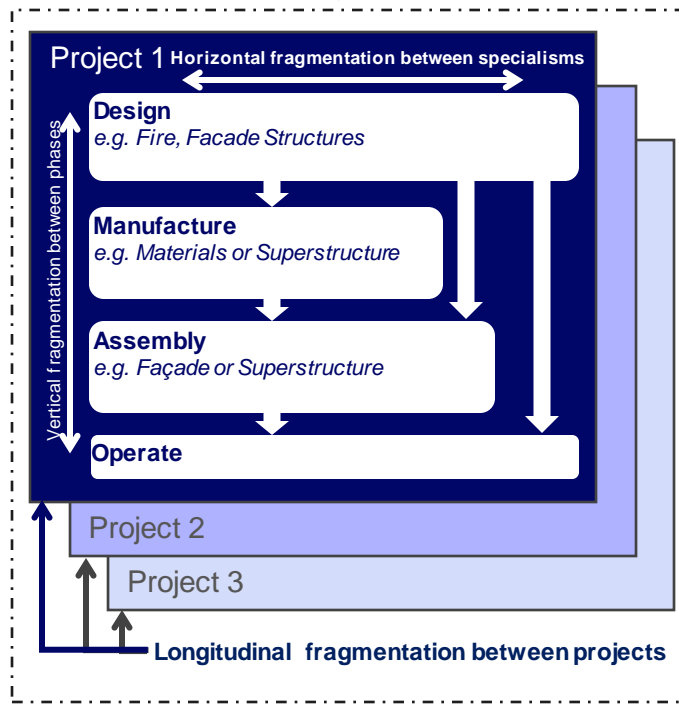 Project 1
Horizontal fragmentation between specialisms
Vertical fragmentation between phases
Design
e.g. Fire, Facade Structures
Manufacture
e.g. Materials or Superstructure
Assembly
e.g. Façade or Superstructure
Operate
Project 2
Project 3
Longitudinal fragmentation between projects